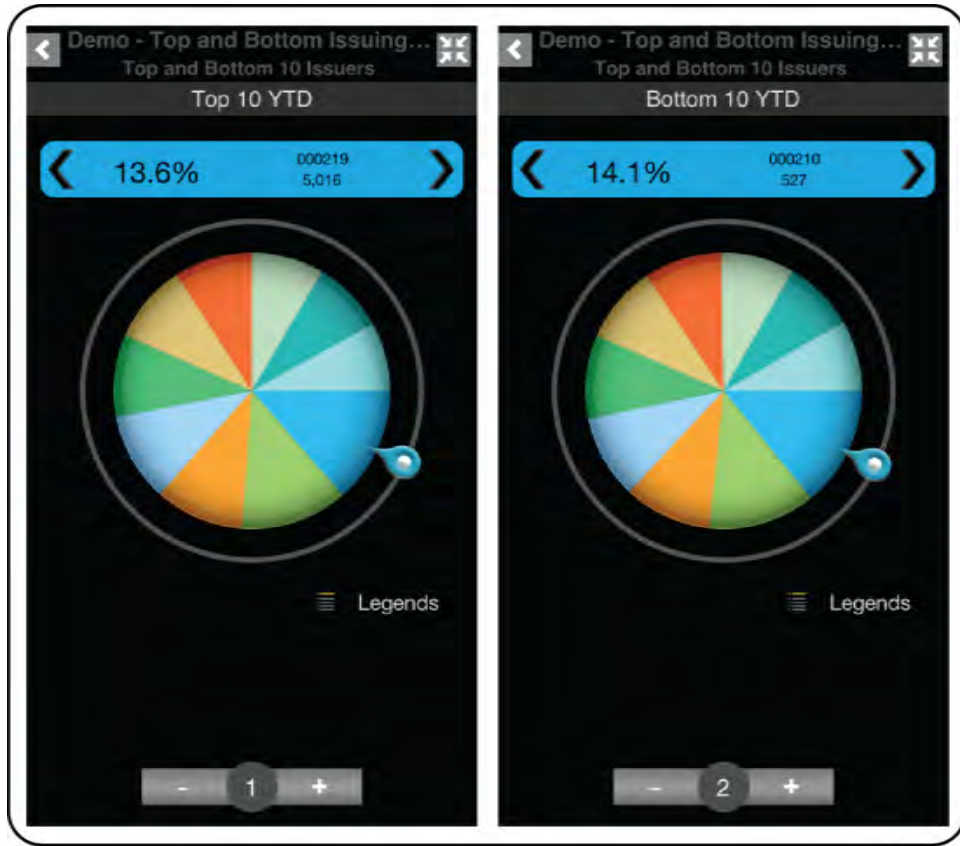 Demo - Top and Bottom Issuing...
Top and Bottom 10 Issuers
Top 10 YTD
13.6%
000219
5,016
Legends
- 1 +
Demo - Top and Bottom Issuing...
Top and Bottom 10 Issuers
Bottom 10 YTD
14.1%
000210
527
Legends
- 2 +